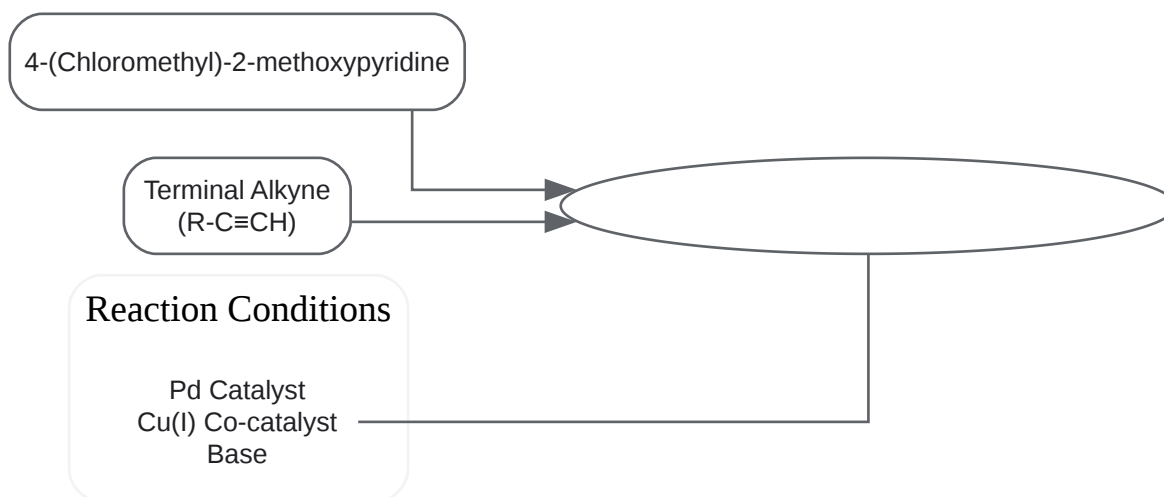 4-(Chloromethyl)-2-methoxypyridine
Terminal Alkyne
(R-C≡CH)
Reaction Conditions
Pd Catalyst
Cu(I) Co-catalyst
Base